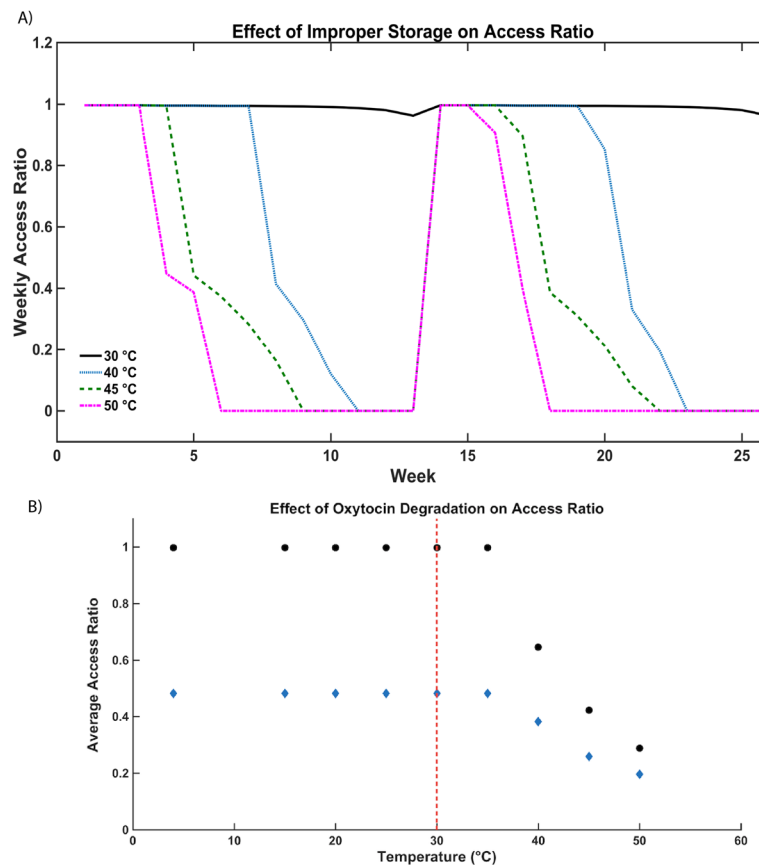 A)
Effect of Improper Storage on Access Ratio
1.2
1
0.8
0.6
0.4
0.2
0
Weekly Access Ratio
30 °C
40 °C
45 °C
50 °C
0 5 10 15 20 25
Week
B)
Effect of Oxytocin Degradation on Access Ratio
1
0.8
0.6
0.4
0.2
0
Average Access Ratio
0 10 20 30 40 50 60
Temperature (°C)